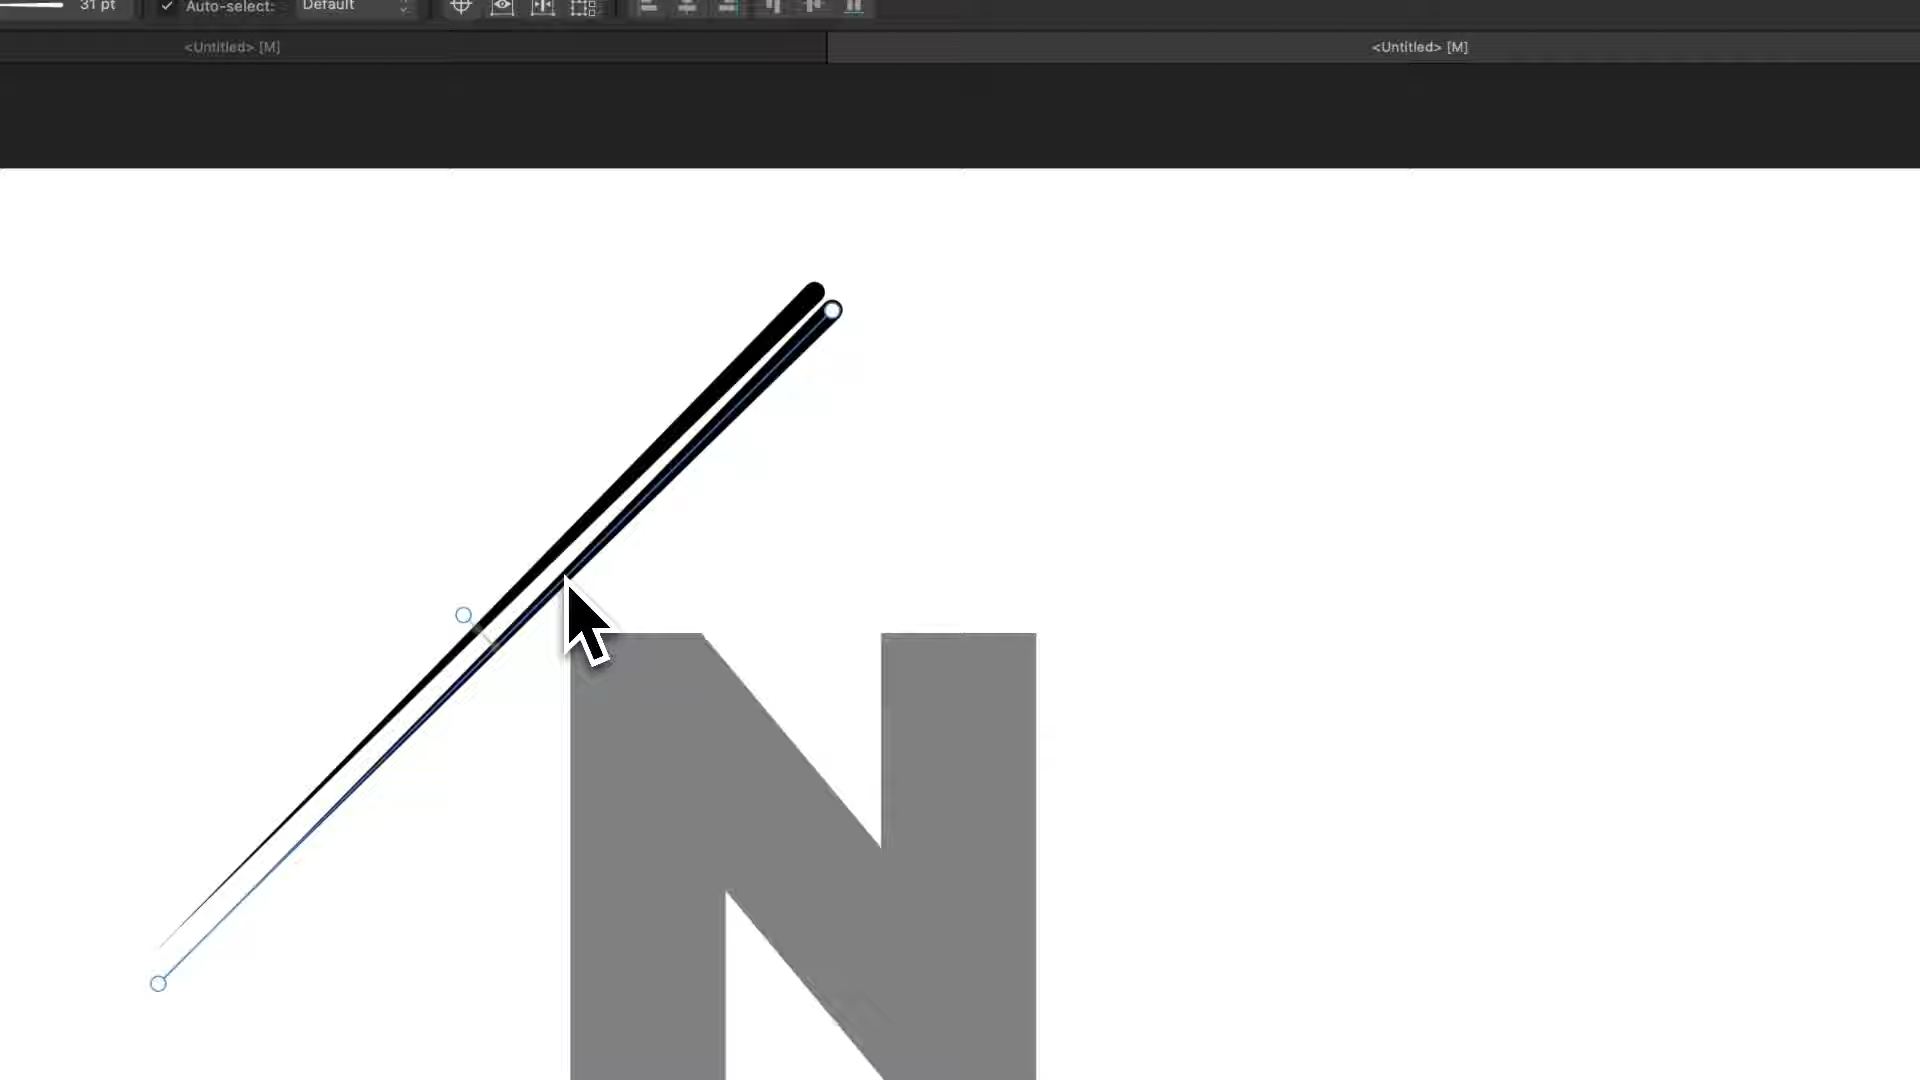 31 pt Auto-select: Default
<Untitled> [M] <Untitled> [M]
N